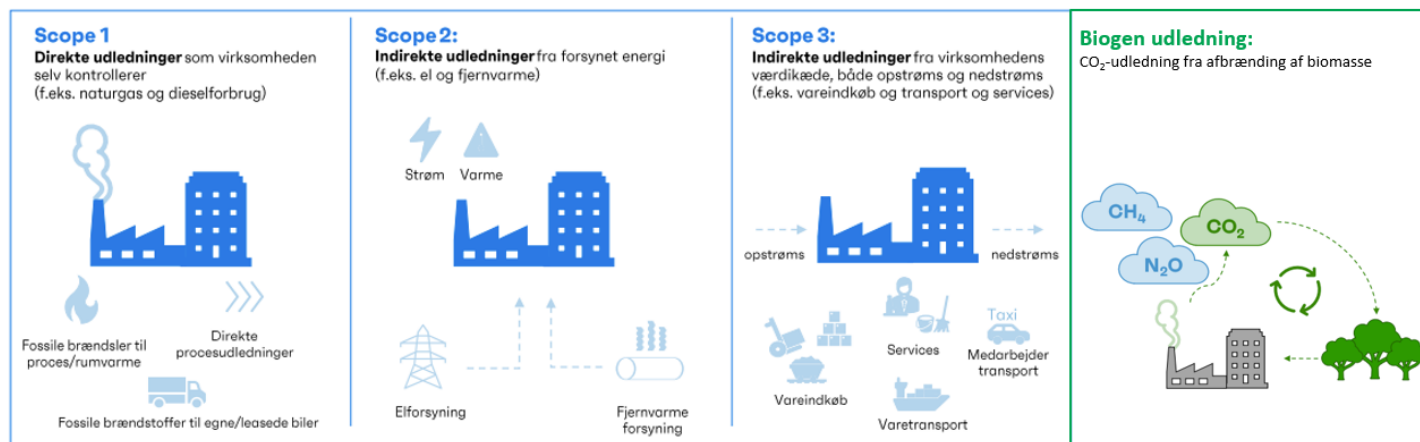 Scope 1
Direkte udledninger som virksomheden
selv kontrollerer
(f.eks. naturgas og dieselforbrug)
Fossile brændsler til
proces/rumvarme
Direkte
procesudledninger
Fossile brændstoffer til egne/leasede biler
Scope 2:
Indirekte udledninger fra forsynet energi
(f.eks. el og fjernvarme)
Strøm
Varme
Elforsyning
Fjernvarme
forsyning
Scope 3:
Indirekte udledninger fra virksomhedens
værdikæde, både opstrøms og nedstrøms
(f.eks. vareindkøb og transport og services)
opstrøms
nedstrøms
Services
Taxi
Medarbejder
transport
Vareindkøb
Varetransport
Biogen udledning:
CO₂-udledning fra afbrænding af biomasse
CH₄
CO₂
N₂O